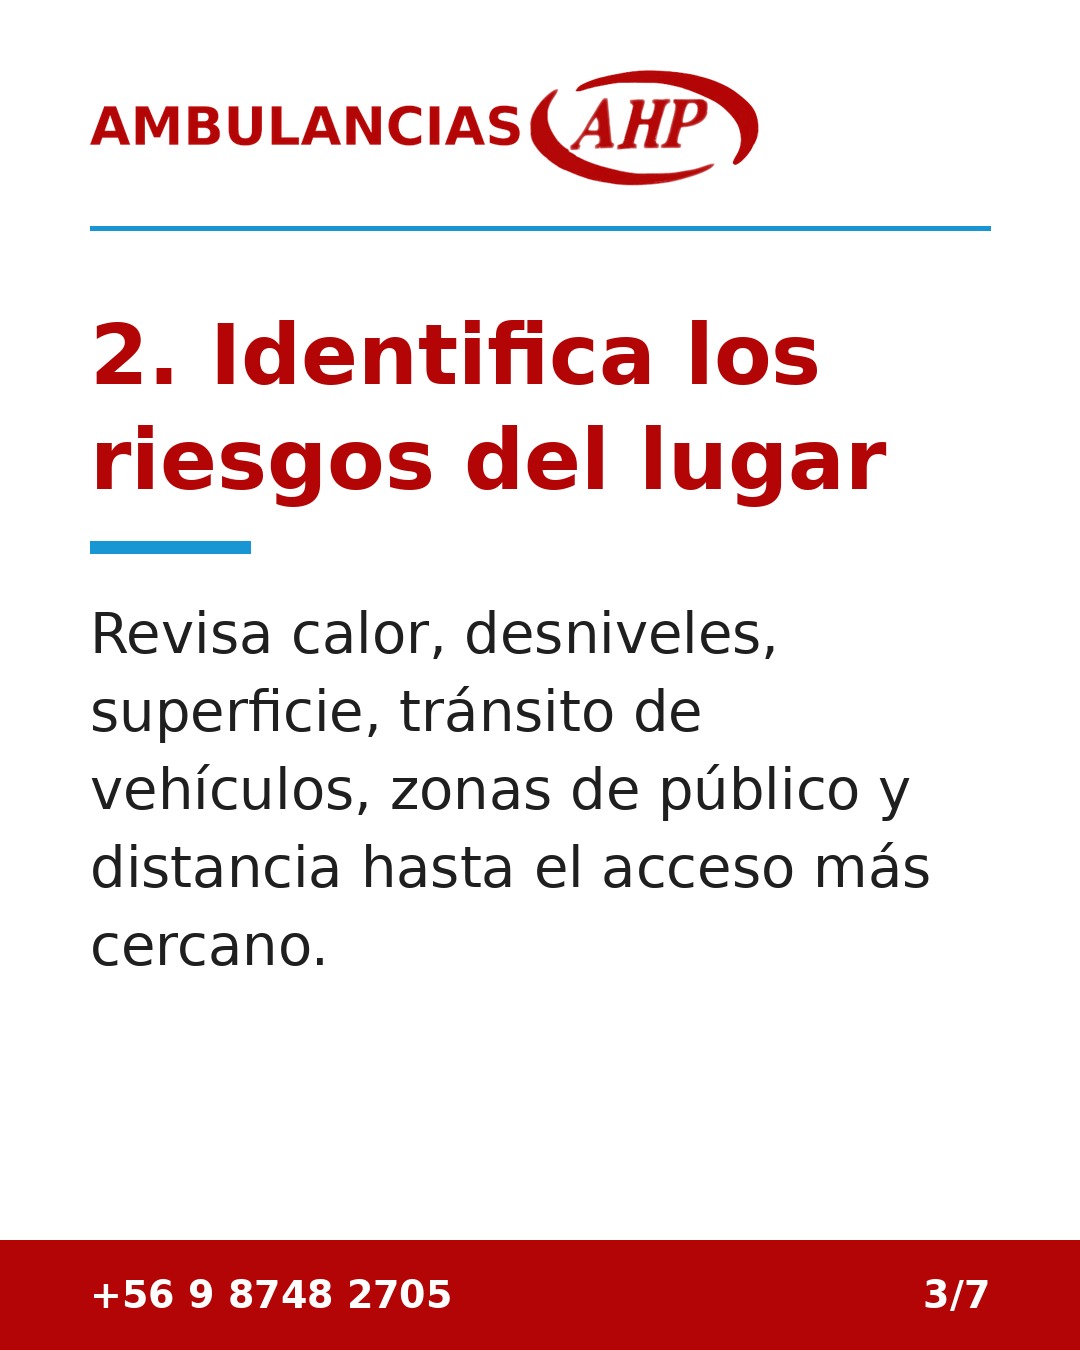 AMBULANCIAS AHP
2. Identifica los
riesgos del lugar
Revisa calor, desniveles,
superficie, tránsito de
vehículos, zonas de público y
distancia hasta el acceso más
cercano.
+56 9 8748 2705
3/7